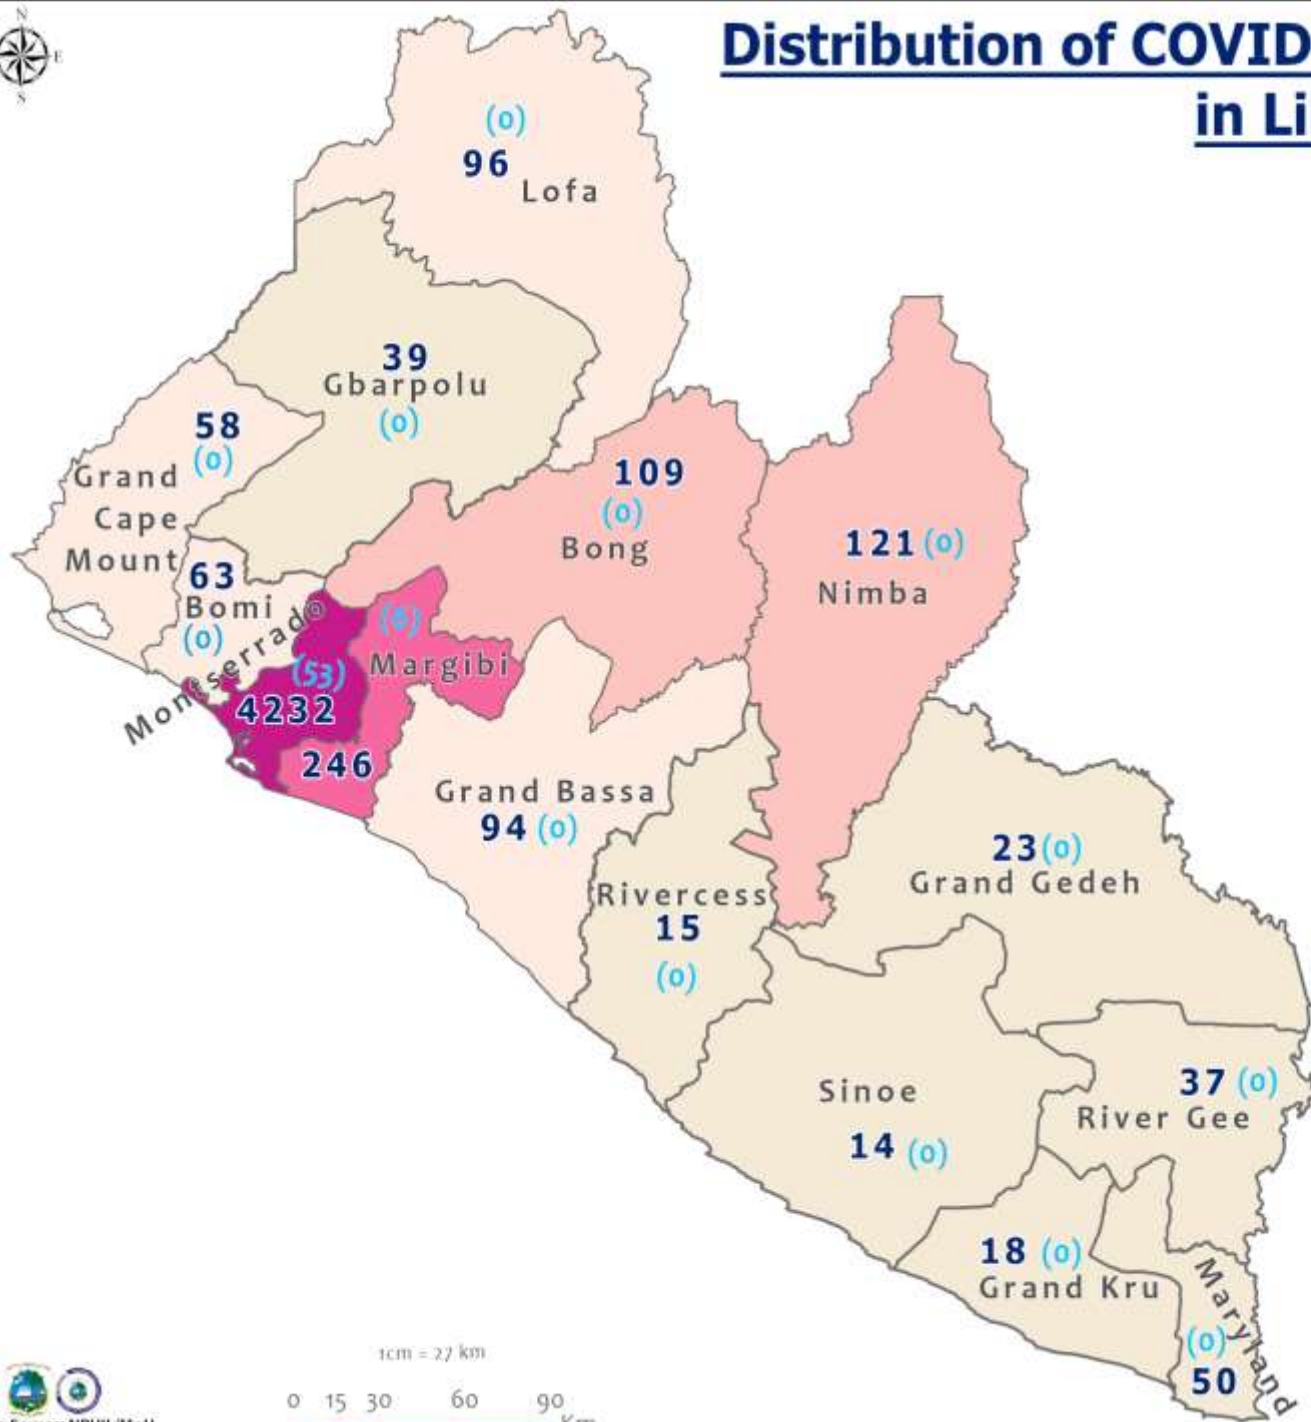 N
E
S
Distribution of COVID
in Li
(0)
96
Lofa
39
Gbarpolu
(0)
58
(0)
Grand
Cape
Mount
63
Bomi
(0)
109
(0)
Bong
121 (0)
Nimba
Montserrado
(53)
4232
(6)
Margibi
246
Grand Bassa
94 (0)
Rivercess
15
(0)
23 (0)
Grand Gedeh
Sinoe
14 (0)
37 (0)
River Gee
18 (0)
Grand Kru
Maryland
(0)
50
1cm = 27 km
0 15 30 60 90
Km